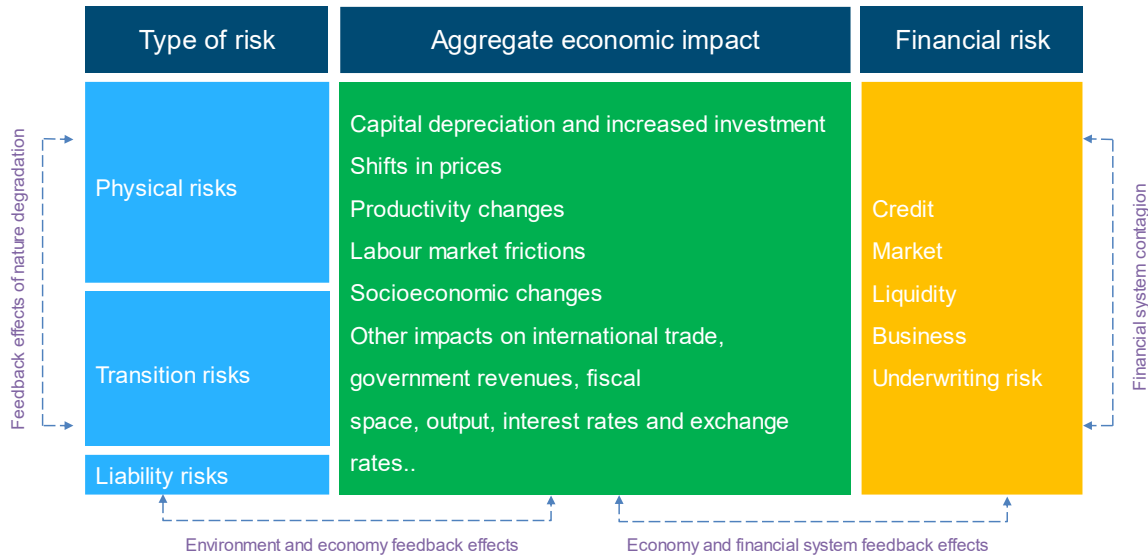 Type of risk
Aggregate economic impact
Financial risk
Feedback effects of nature degradation
Physical risks
Transition risks
Liability risks
Capital depreciation and increased investment
Shifts in prices
Productivity changes
Labour market frictions
Socioeconomic changes
Other impacts on international trade,
government revenues, fiscal
space, output, interest rates and exchange
rates..
Credit
Market
Liquidity
Business
Underwriting risk
Financial system contagion
Environment and economy feedback effects
Economy and financial system feedback effects